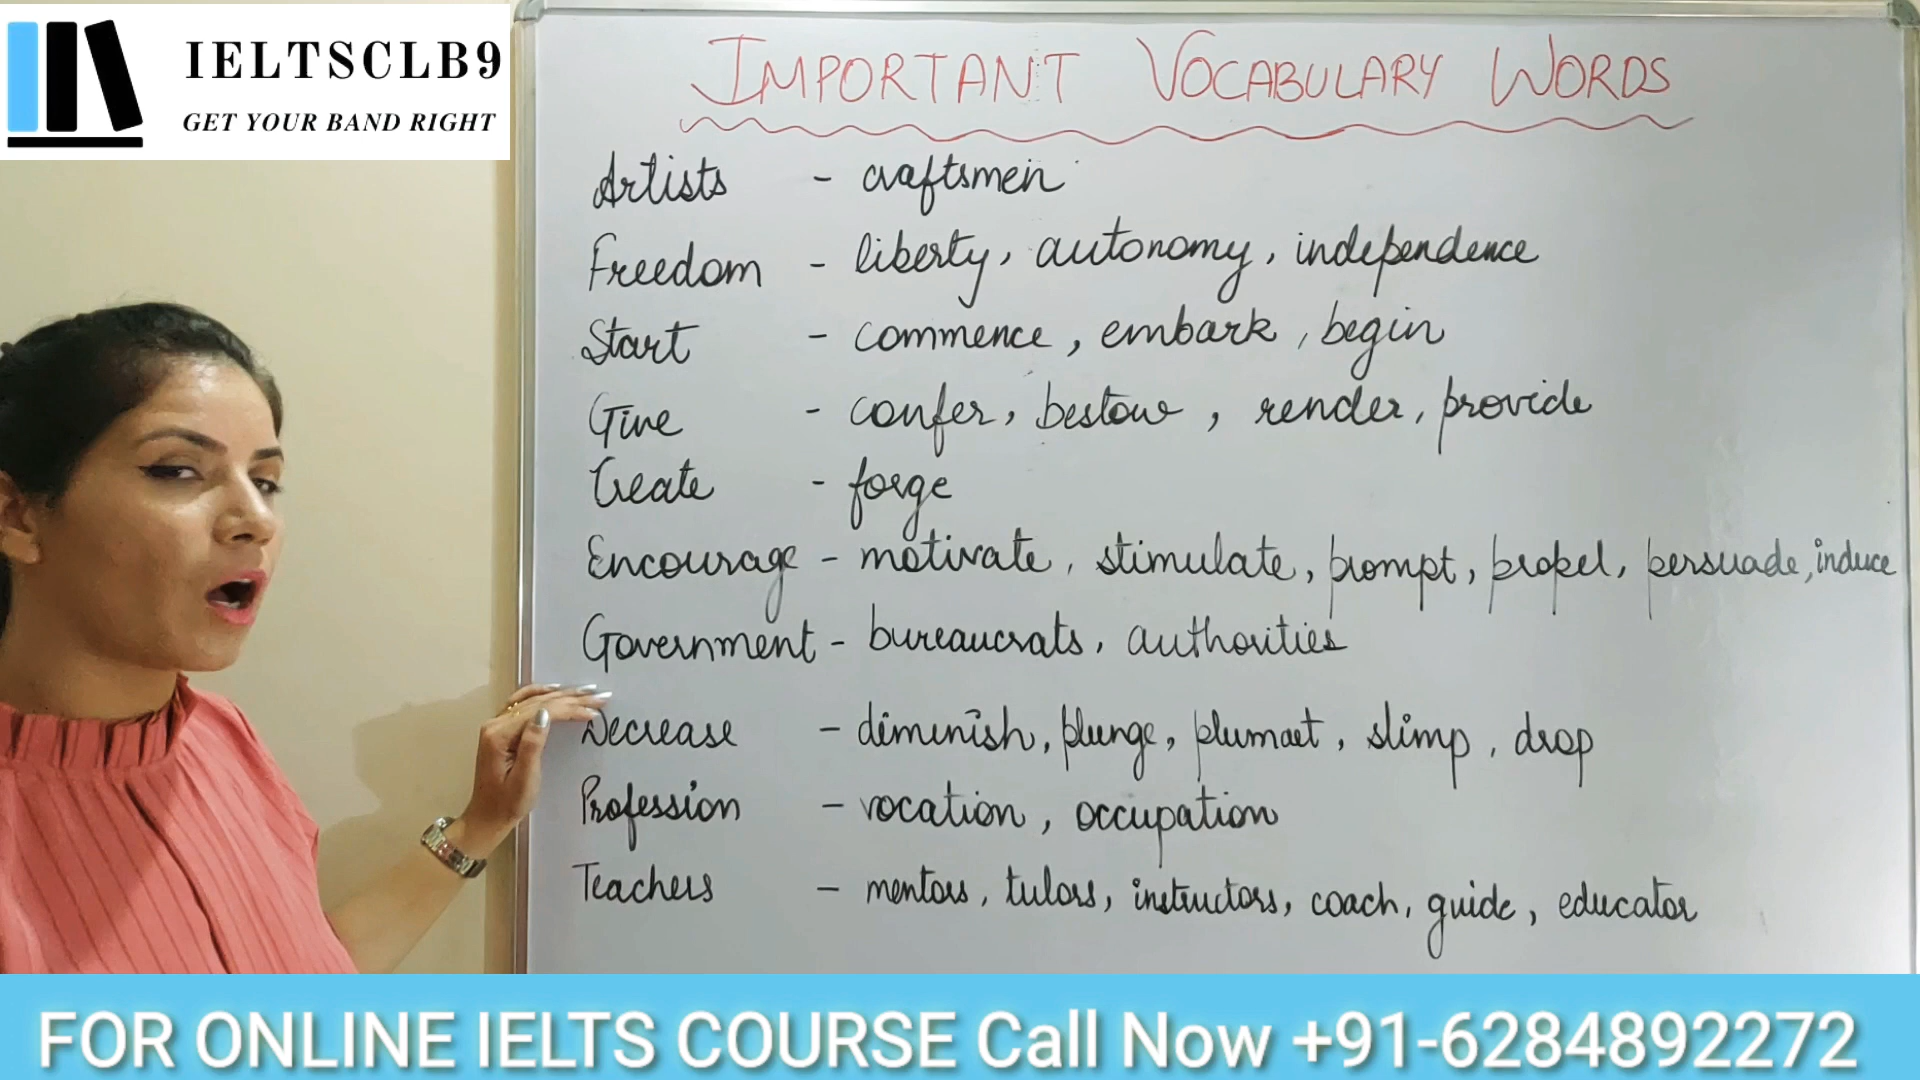 IELTSCLB9
GET YOUR BAND RIGHT
IMPORTANT VOCABULARY WORDS
Artists - craftsmen
Freedom - liberty, autonomy, independence
Start - commence, embark, begin
Give - confer, bestow, render, provide
Create - forge
Encourage - motivate, stimulate, prompt, propel, persuade, induce
Government - bureaucrats, authorities
Decrease - diminish, plunge, plumaet, slimp, drop
Profession - vocation, occupation
Teachers - mentors, tutors, instructors, coach, guide, educator
FOR ONLINE IELTS COURSE Call Now +91-6284892272